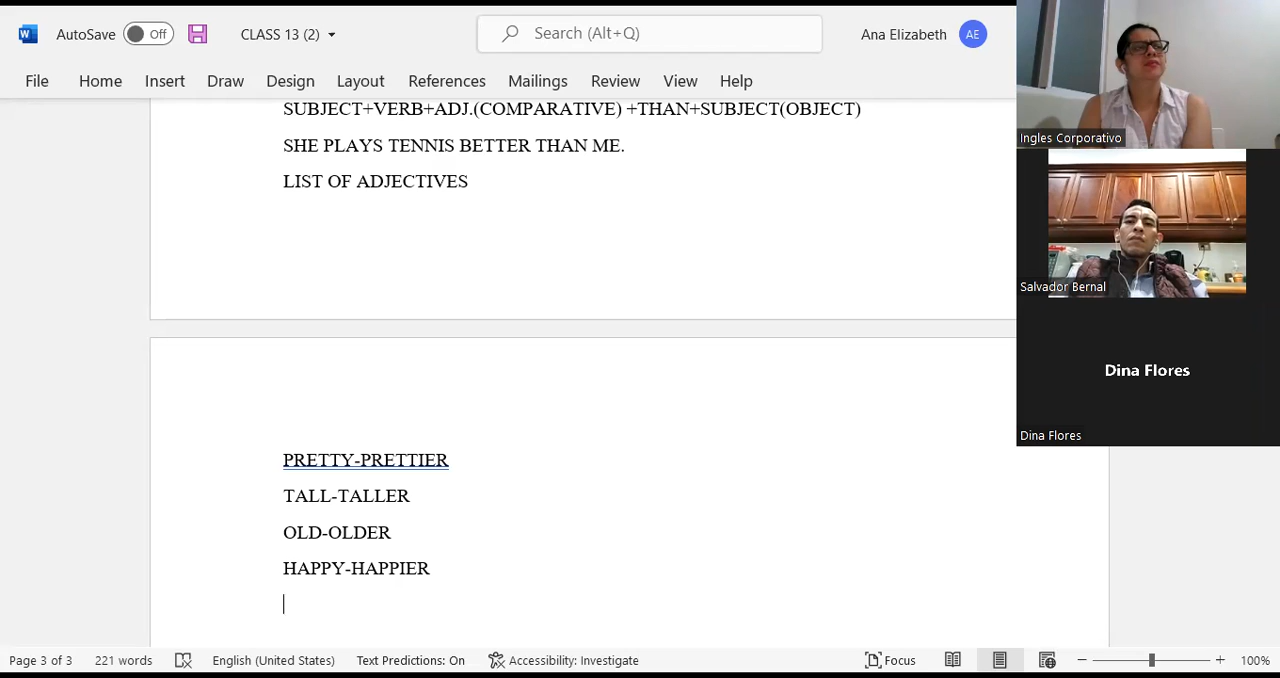 AutoSave Off CLASS 13 (2) Search (Alt+Q) Ana Elizabeth AE
File Home Insert Draw Design Layout References Mailings Review View Help
SUBJECT+VERB+ADJ.(COMPARATIVE) +THAN+SUBJECT(OBJECT)
SHE PLAYS TENNIS BETTER THAN ME.
LIST OF ADJECTIVES
PRETTY-PRETTIER
TALL-TALLER
OLD-OLDER
HAPPY-HAPPIER
Ingles Corporativo
Salvador Bernal
Dina Flores
Dina Flores
Page 3 of 3 221 words English (United States) Text Predictions: On Accessibility: Investigate Focus 100%